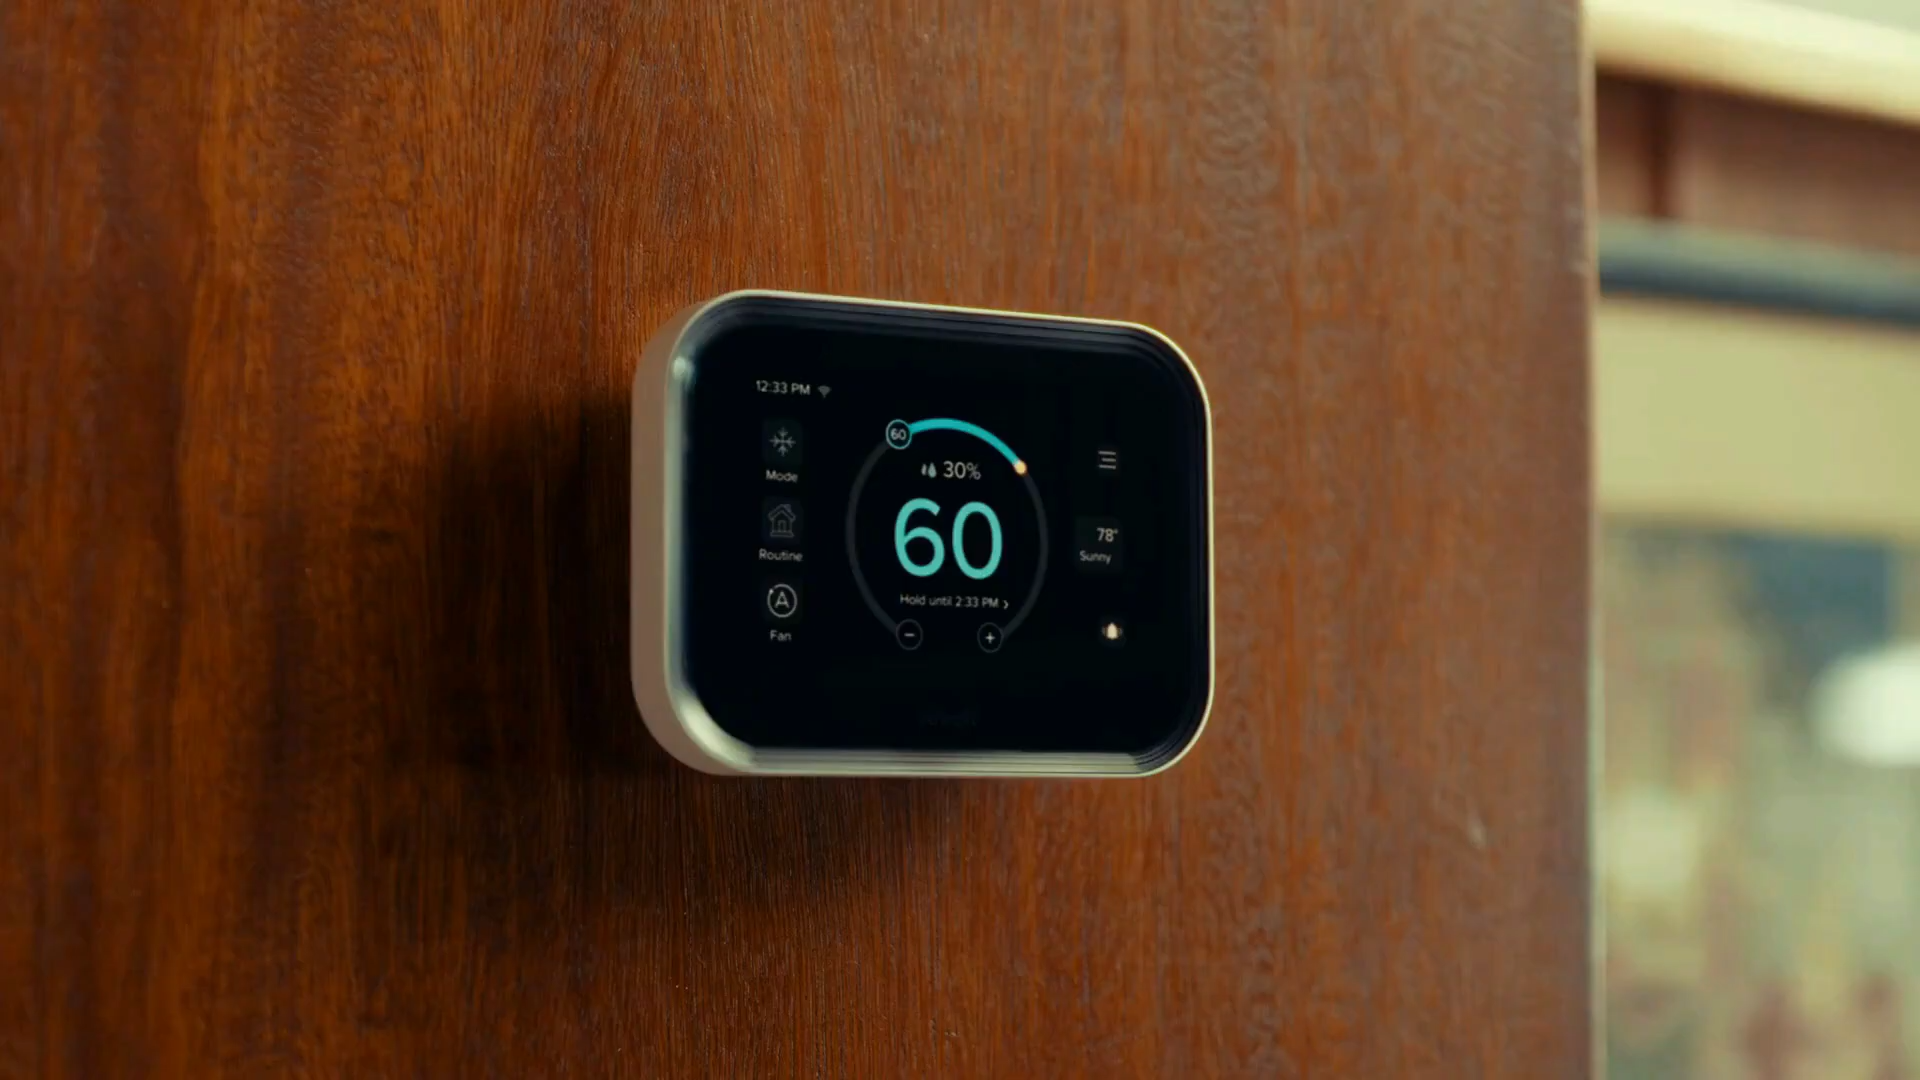 12:33 PM
Mode
Routine
Fan
60
30%
60
Hold until 2:33 PM
−
+
78°
Sunny